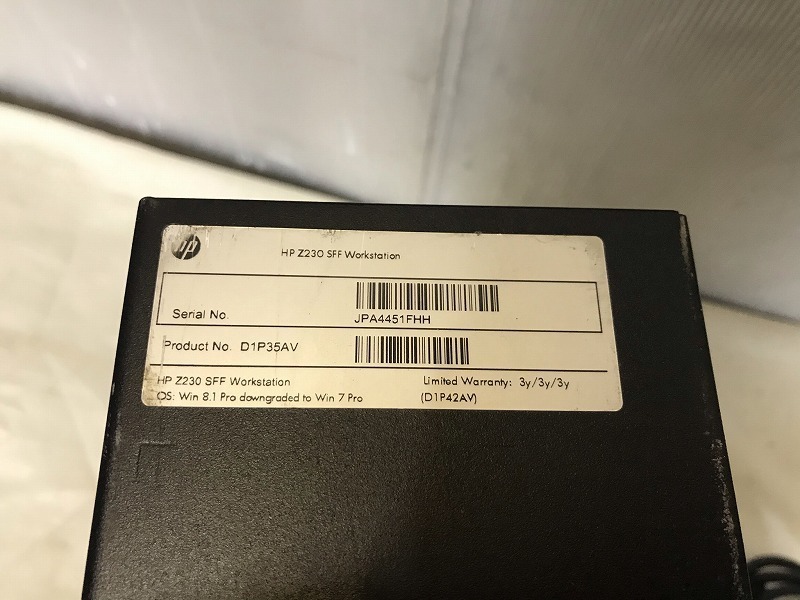 hp
HP Z230 SFF Workstation
Serial No.
JPA4451FHH
Product No. D1P35AV
HP Z230 SFF Workstation
Limited Warranty: 3y/3y/3y
OS: Win 8.1 Pro downgraded to Win 7 Pro
(D1P42AV)